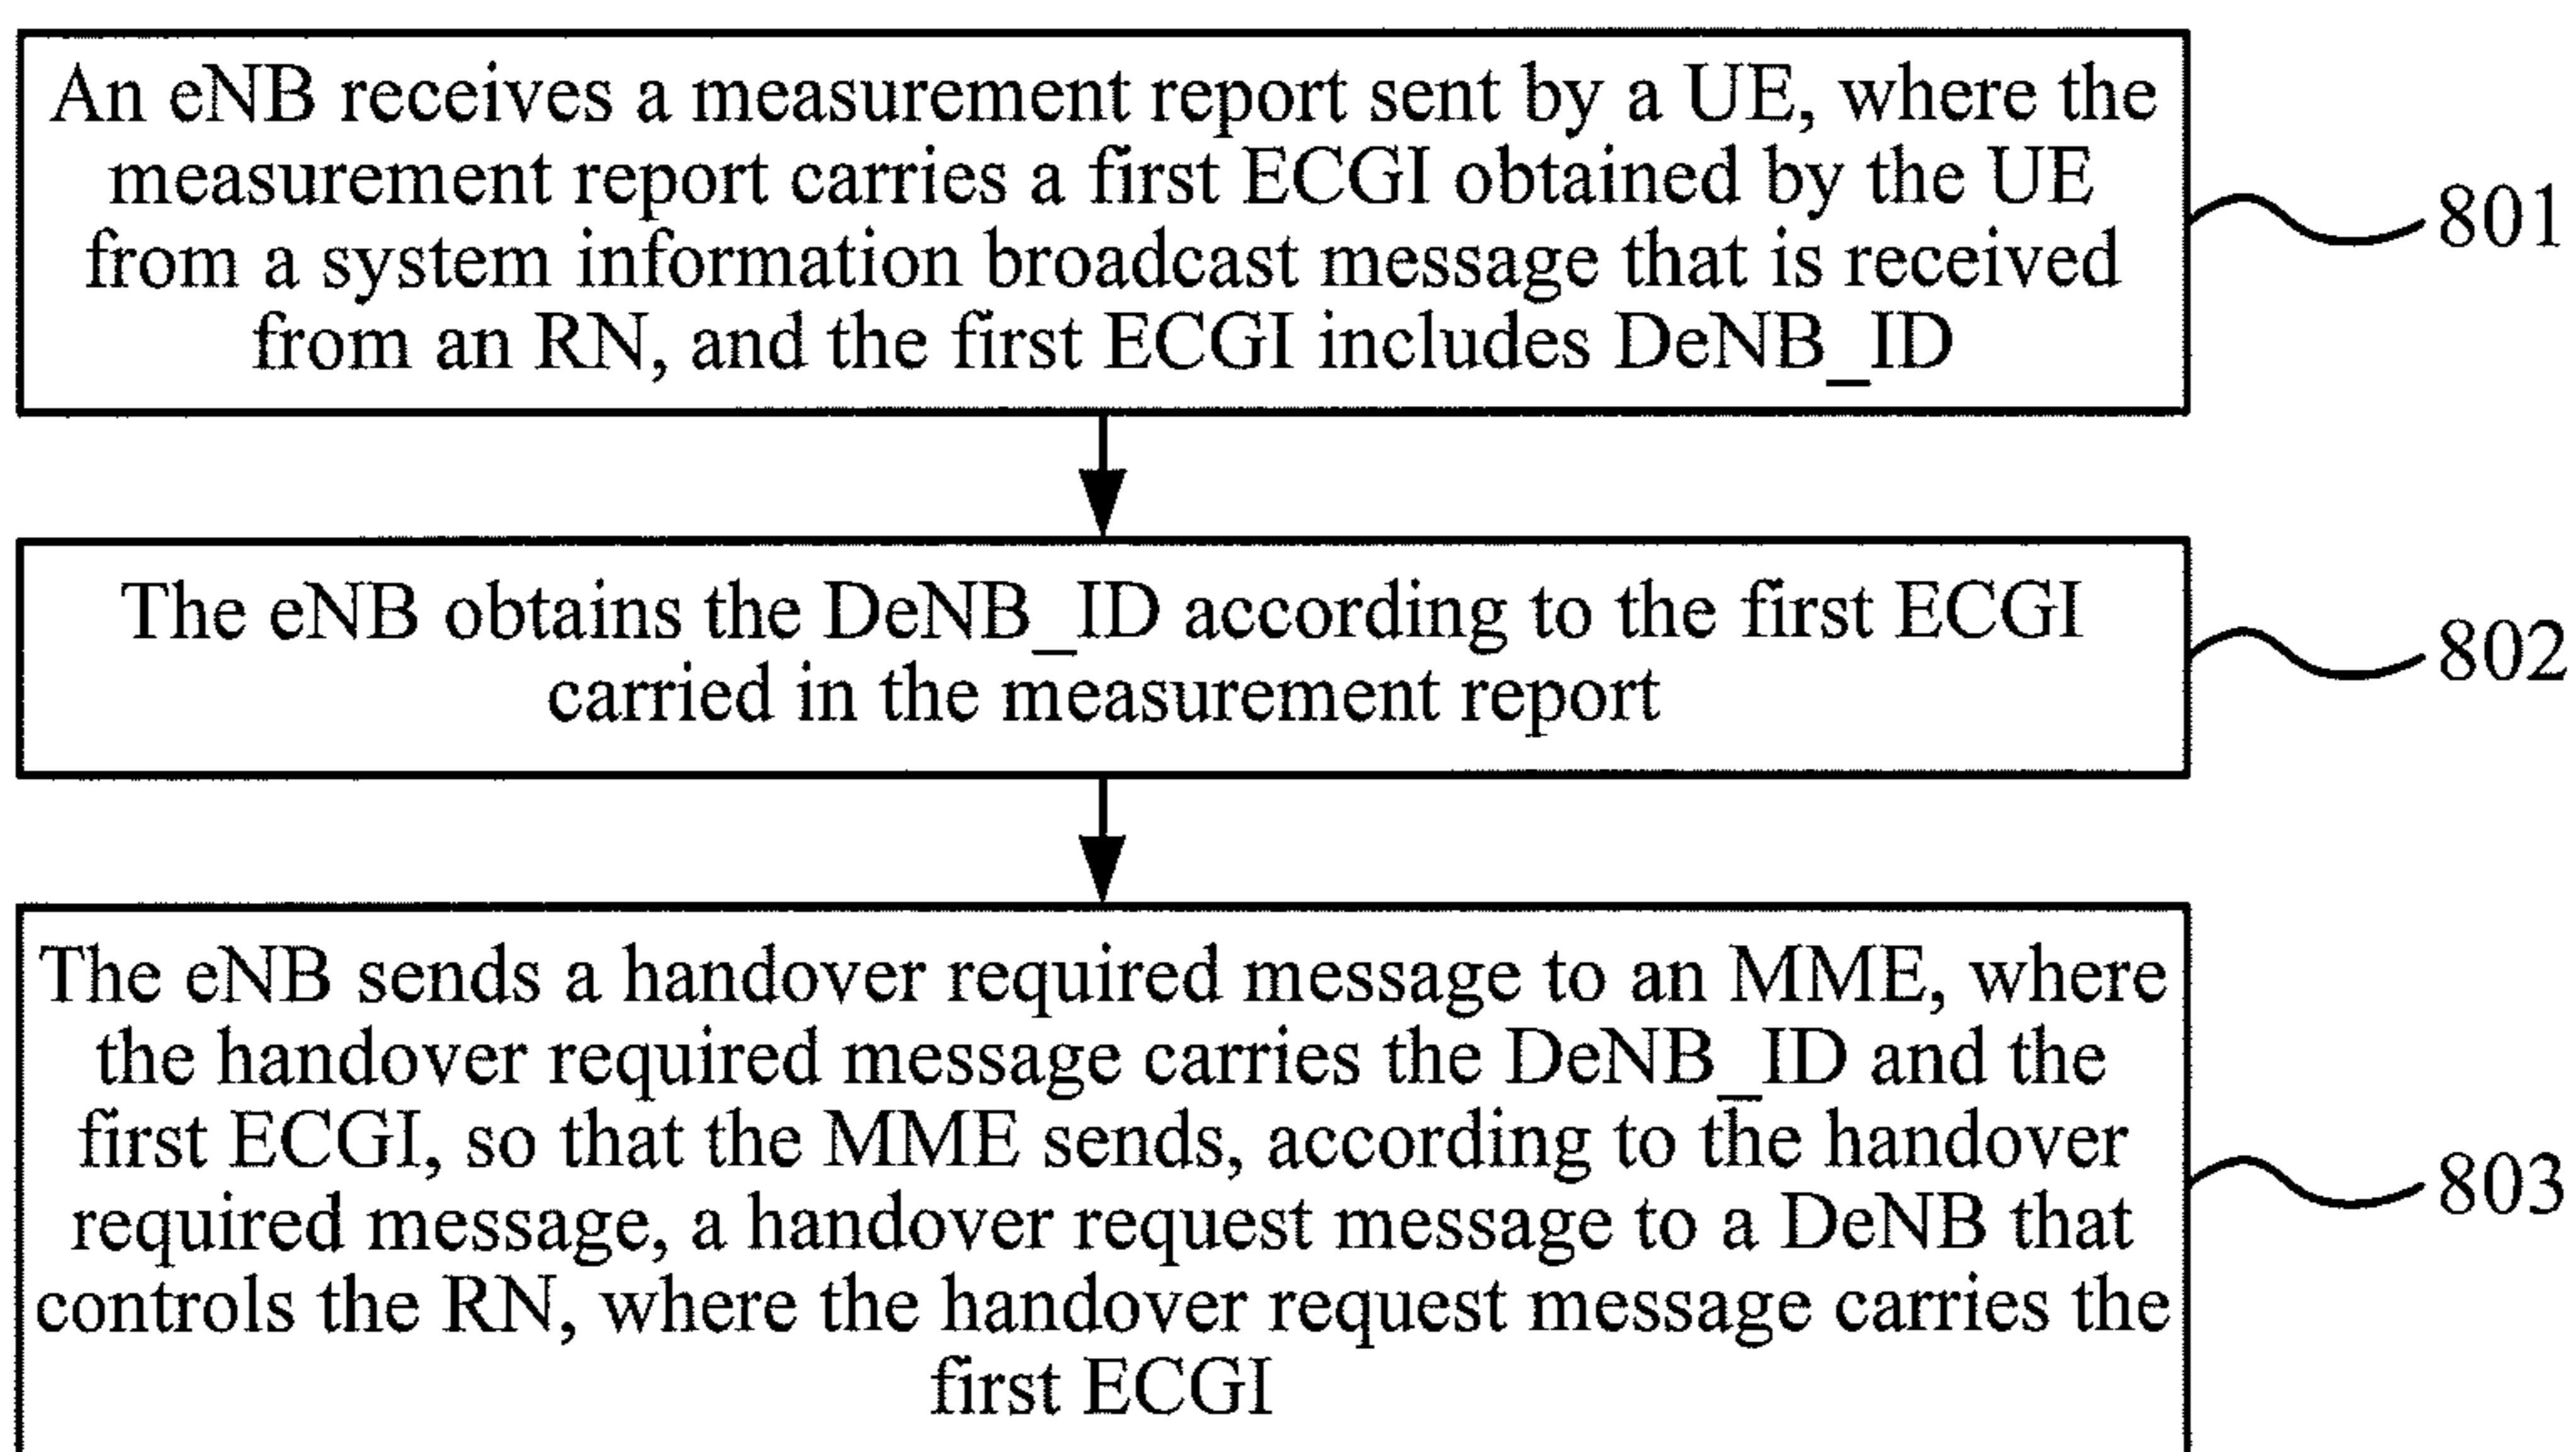 An eNB receives a measurement report sent by a UE, where the
measurement report carries a first ECGI obtained by the UE
from a system information broadcast message that is received
from an RN, and the first ECGI includes DeNB_ID
801
The eNB obtains the DeNB_ID according to the first ECGI
carried in the measurement report
802
The eNB sends a handover required message to an MME, where
the handover required message carries the DeNB_ID and the
first ECGI, so that the MME sends, according to the handover
required message, a handover request message to a DeNB that
controls the RN, where the handover request message carries the
first ECGI
803